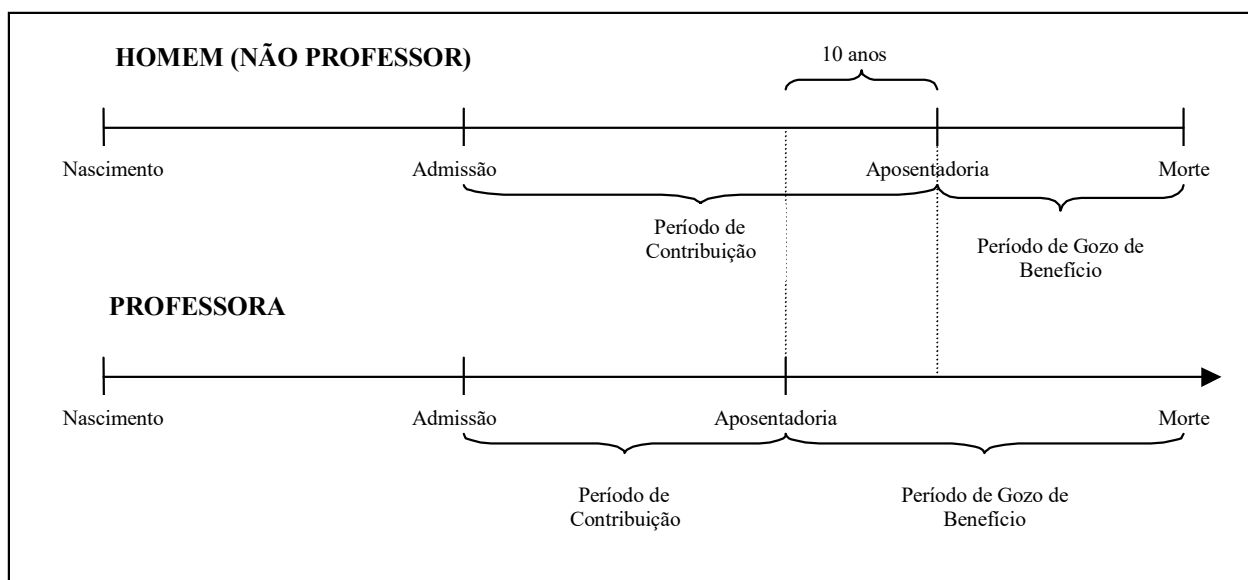 HOMEM (NÃO PROFESSOR)
10 anos
Nascimento
Admissão
Aposentadoria
Morte
Período de
Contribuição
Período de Gozo de
Benefício
PROFESSORA
Nascimento
Admissão
Aposentadoria
Morte
Período de
Contribuição
Período de Gozo de
Benefício